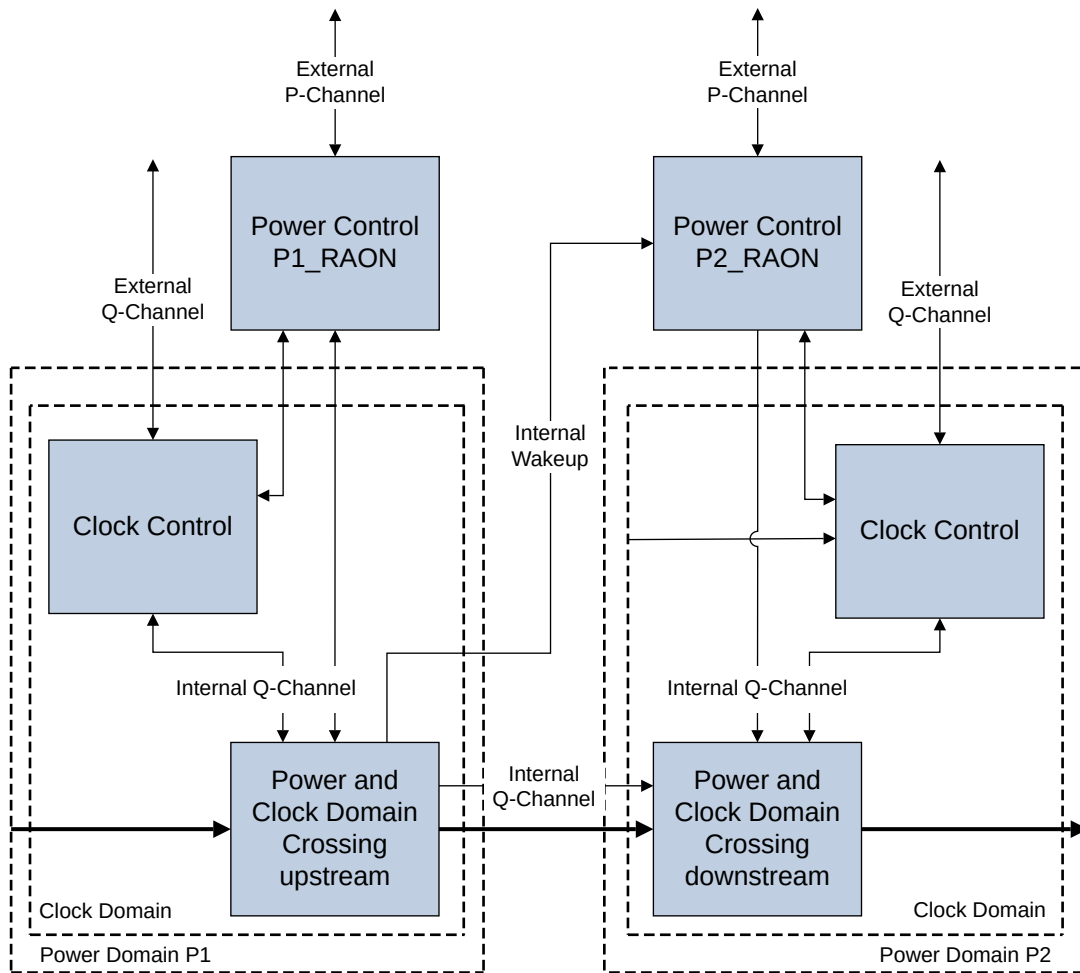 External
P-Channel
External
P-Channel
Power Control
P1_RAON
Power Control
P2_RAON
External
Q-Channel
External
Q-Channel
Internal
Wakeup
Clock Control
Clock Control
Internal Q-Channel
Internal Q-Channel
Power and
Clock Domain
Crossing
upstream
Internal
Q-Channel
Power and
Clock Domain
Crossing
downstream
Clock Domain
Clock Domain
Power Domain P1
Power Domain P2